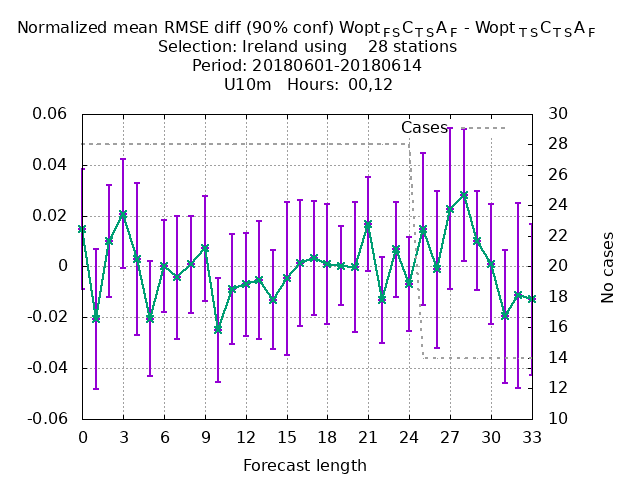 Normalized mean RMSE diff (90% conf) Wopt_FS C_TS A_F - Wopt_TS C_TS A_F
Selection: Ireland using    28 stations
Period: 20180601-20180614
U10m   Hours:  00,12
0.06
0.04
0.02
0
-0.02
-0.04
-0.06
Cases
30
28
26
24
22
20
18
16
14
12
10
No cases
0 3 6 9 12 15 18 21 24 27 30 33
Forecast length